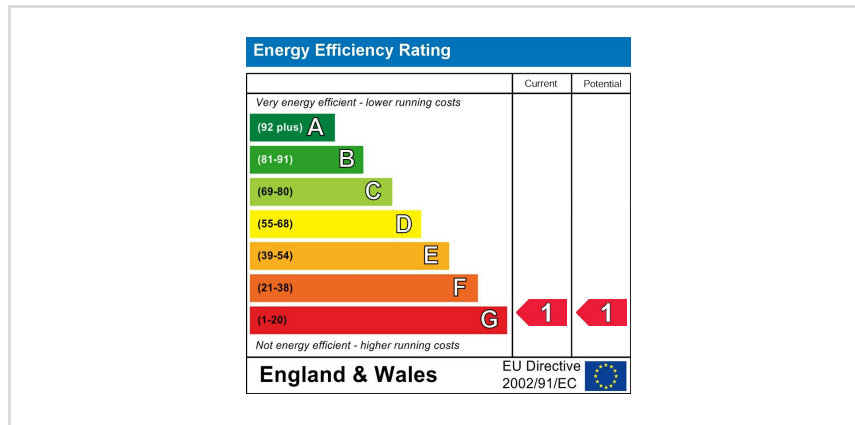 Energy Efficiency Rating
Current Potential
Very energy efficient - lower running costs
(92 plus) A
(81-91) B
(69-80) C
(55-68) D
(39-54) E
(21-38) F
(1-20) G 1 1
Not energy efficient - higher running costs
England & Wales
EU Directive
2002/91/EC